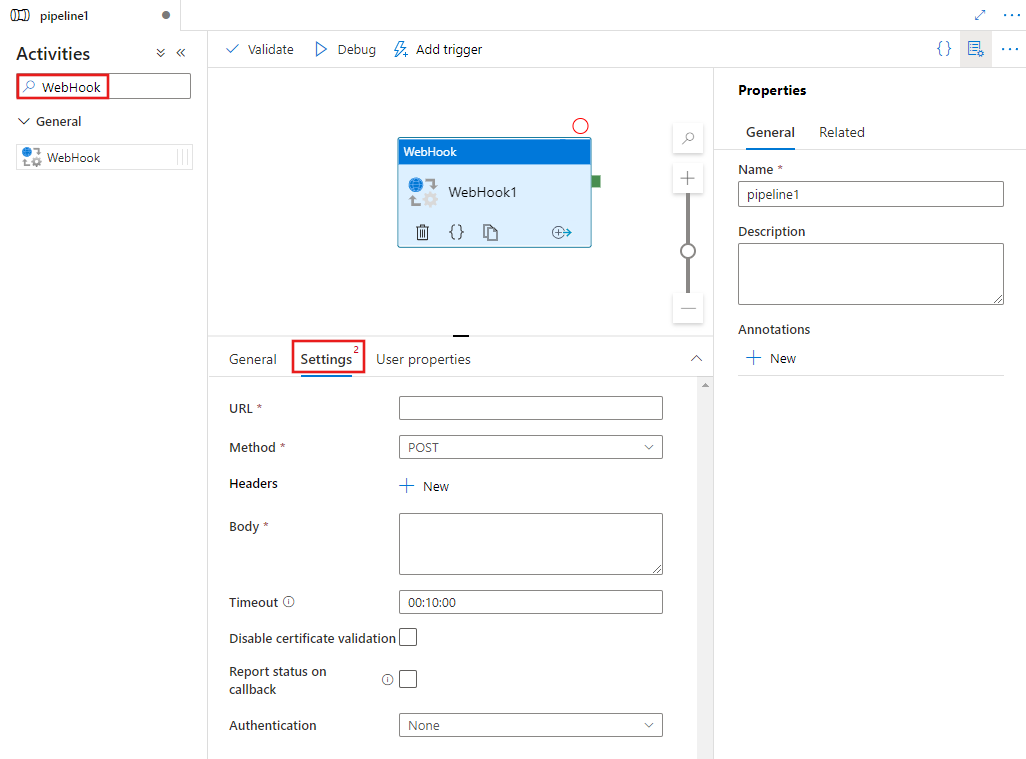 pipeline1
Activities
WebHook
General
WebHook
Validate Debug Add trigger
WebHook
WebHook1
General Settings 2 User properties
URL *
Method * POST
Headers New
Body *
Timeout 00:10:00
Disable certificate validation
Report status on
callback
Authentication None
Properties
General Related
Name *
pipeline1
Description
Annotations
New